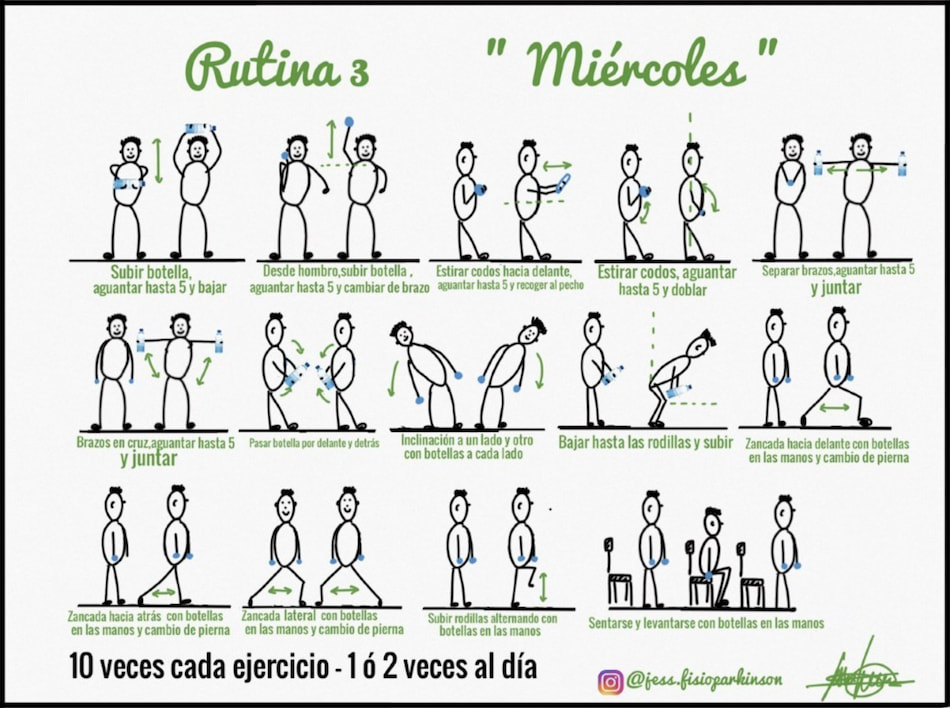 Rutina 3 " Miércoles "
Subir botella,
aguantar hasta 5 y bajar
Desde hombro,subir botella ,
aguantar hasta 5 y cambiar de brazo
Estirar codos hacia delante,
aguantar hasta 5 y recoger al pecho
Estirar codos, aguantar
hasta 5 y doblar
Separar brazos,aguantar hasta 5
y juntar
Brazos en cruz,aguantar hasta 5
y juntar
Pasar botella por delante y detrás
Inclinación a un lado y otro
con botellas a cada lado
Bajar hasta las rodillas y subir
Zancada hacia delante con botellas
en las manos y cambio de pierna
Zancada hacia atrás con botellas
en las manos y cambio de pierna
Zancada lateral con botellas
en las manos y cambio de pierna
Subir rodillas alternando con
botellas en las manos
Sentarse y levantarse con botellas en las manos
10 veces cada ejercicio - 1 ó 2 veces al día
@jess.fisioparkinson